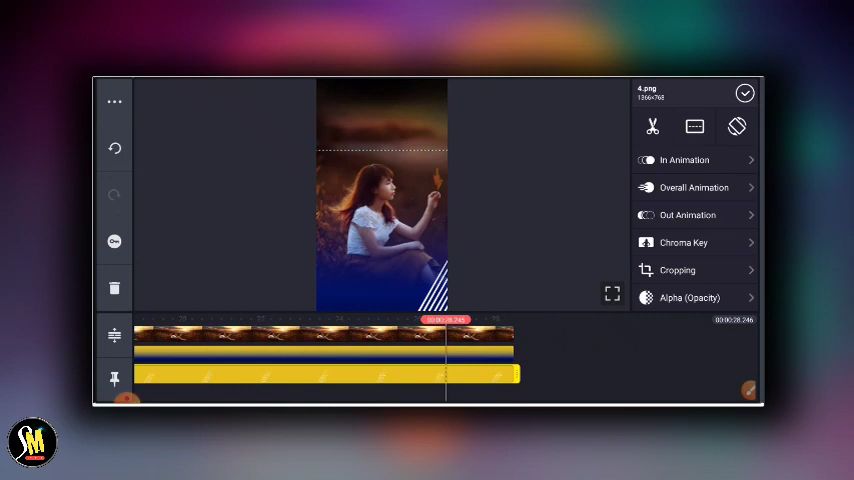 4.png
1366×768
In Animation
Overall Animation
Out Animation
Chroma Key
Cropping
Alpha (Opacity)
00:00:28.245
00:00:28.246
SM